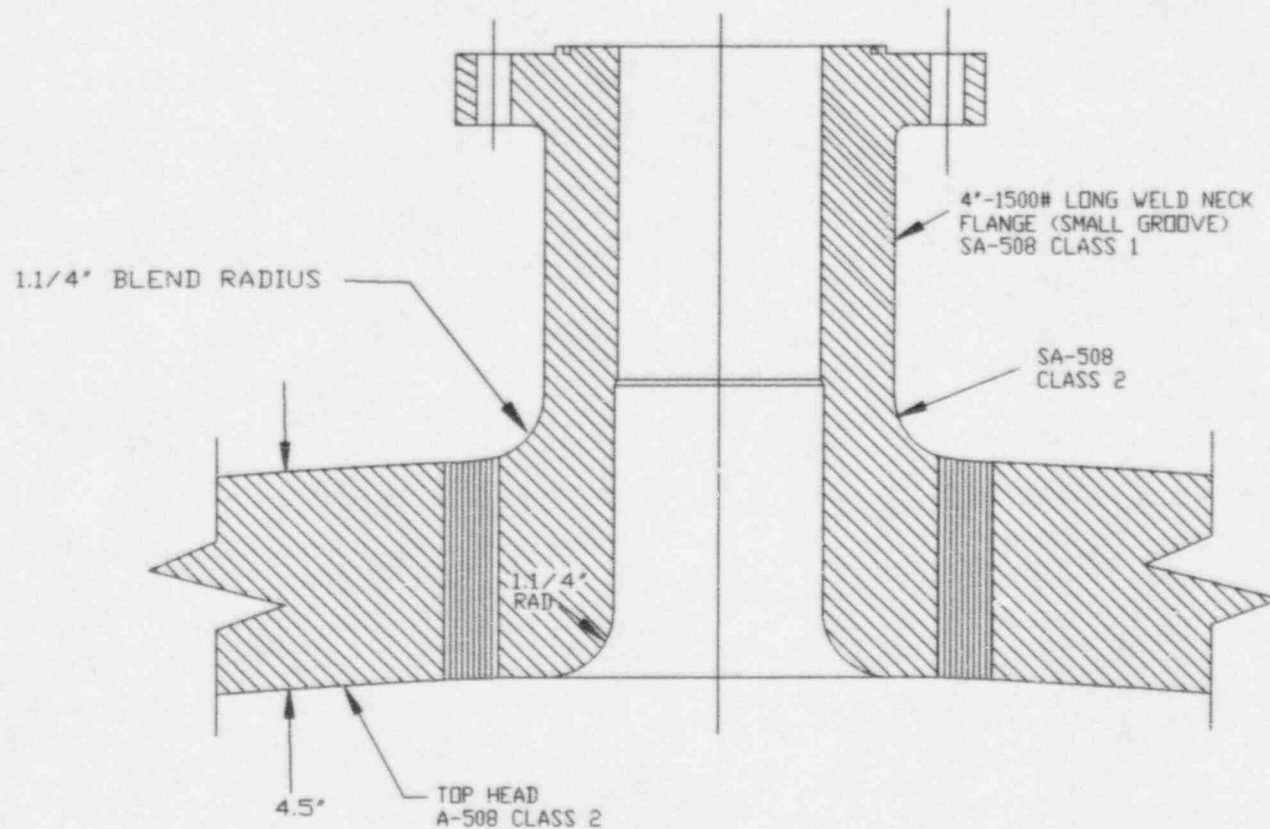 4"-1500# LONG WELD NECK
FLANGE (SMALL GROOVE)
SA-508 CLASS 1
1.1/4" BLEND RADIUS
SA-508
CLASS 2
1.1/4"
RAD.
4.5"
TOP HEAD
A-508 CLASS 2